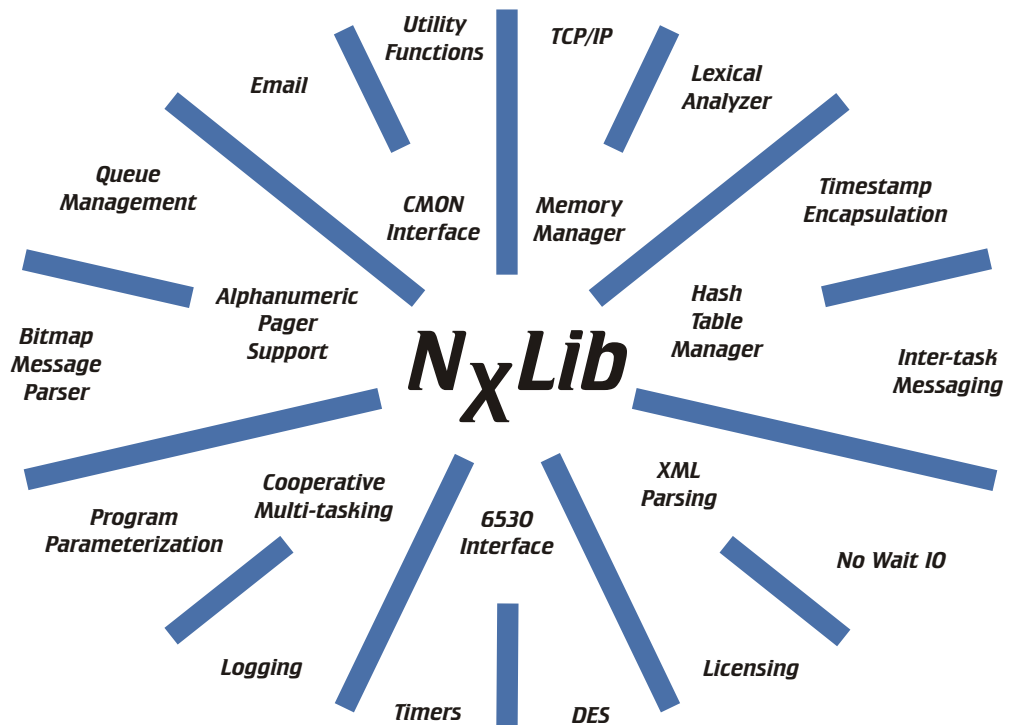 Utility
Functions
TCP/IP
Email
Lexical
Analyzer
Queue
Management
CMON
Interface
Memory
Manager
Timestamp
Encapsulation
Alphanumeric
Pager
Support
Hash
Table
Manager
Bitmap
Message
Parser
NxLib
Inter-task
Messaging
Cooperative
Multi-tasking
XML
Parsing
Program
Parameterization
6530
Interface
No Wait IO
Logging
Licensing
Timers
DES